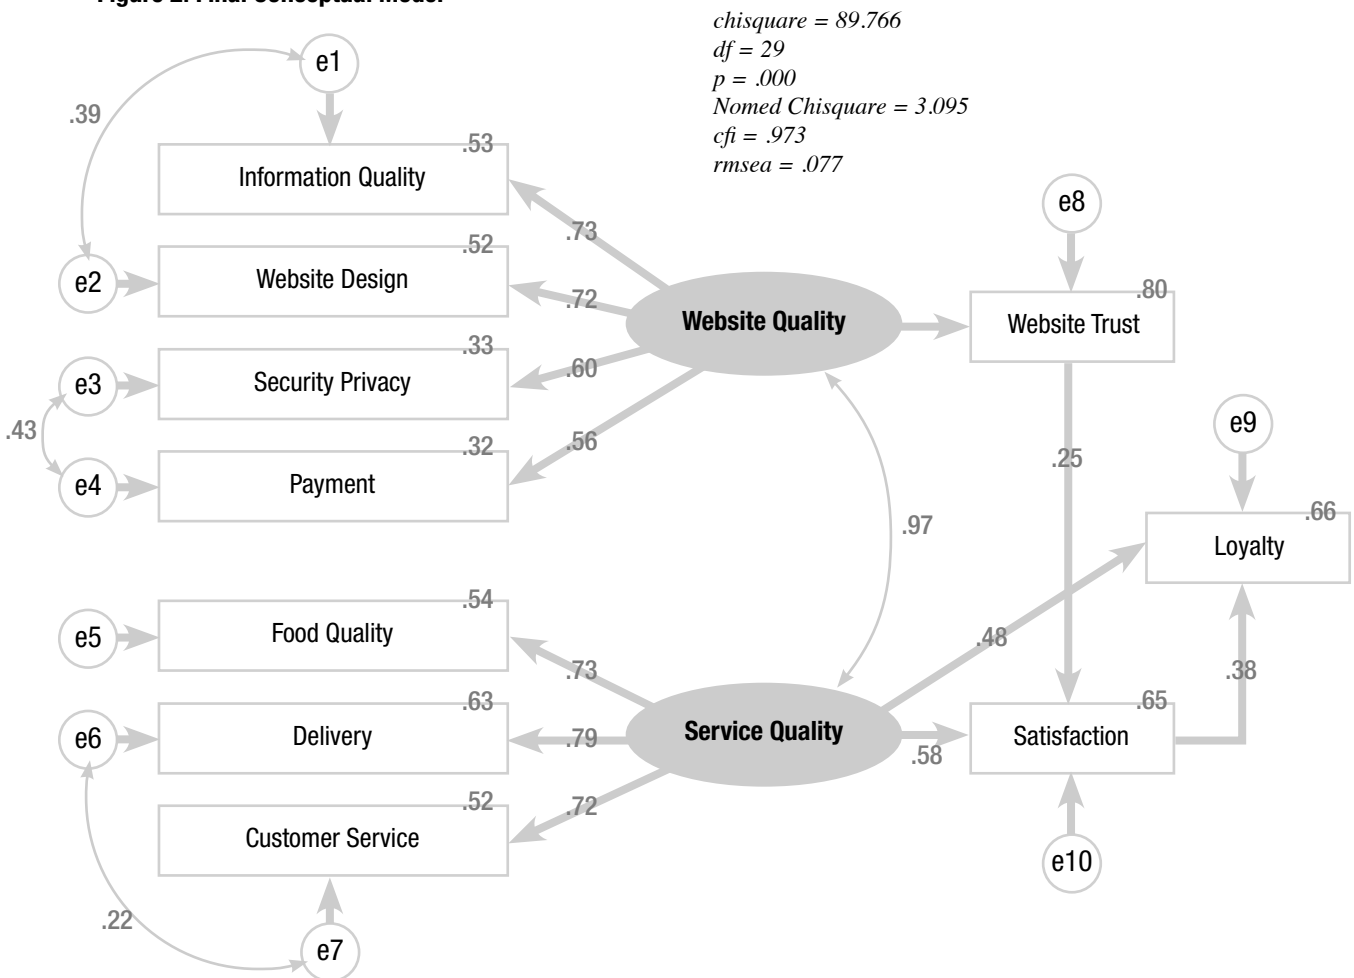 Figure 2. Final Conceptual Model
chisquare = 89.766
df = 29
p = .000
Nomed Chisquare = 3.095
cfi = .973
rmsea = .077
e1
.39
.53
Information Quality
e8
.73
.52
e2
Website Design
.72
.80
Website Quality
Website Trust
.33
e3
Security Privacy
.60
.43
.32
.56
e9
e4
Payment
.25
.66
.97
Loyalty
.54
e5
Food Quality
.48
.73
.38
.63
.65
e6
Delivery
.79
Service Quality
Satisfaction
.58
.52
.72
Customer Service
e10
.22
e7